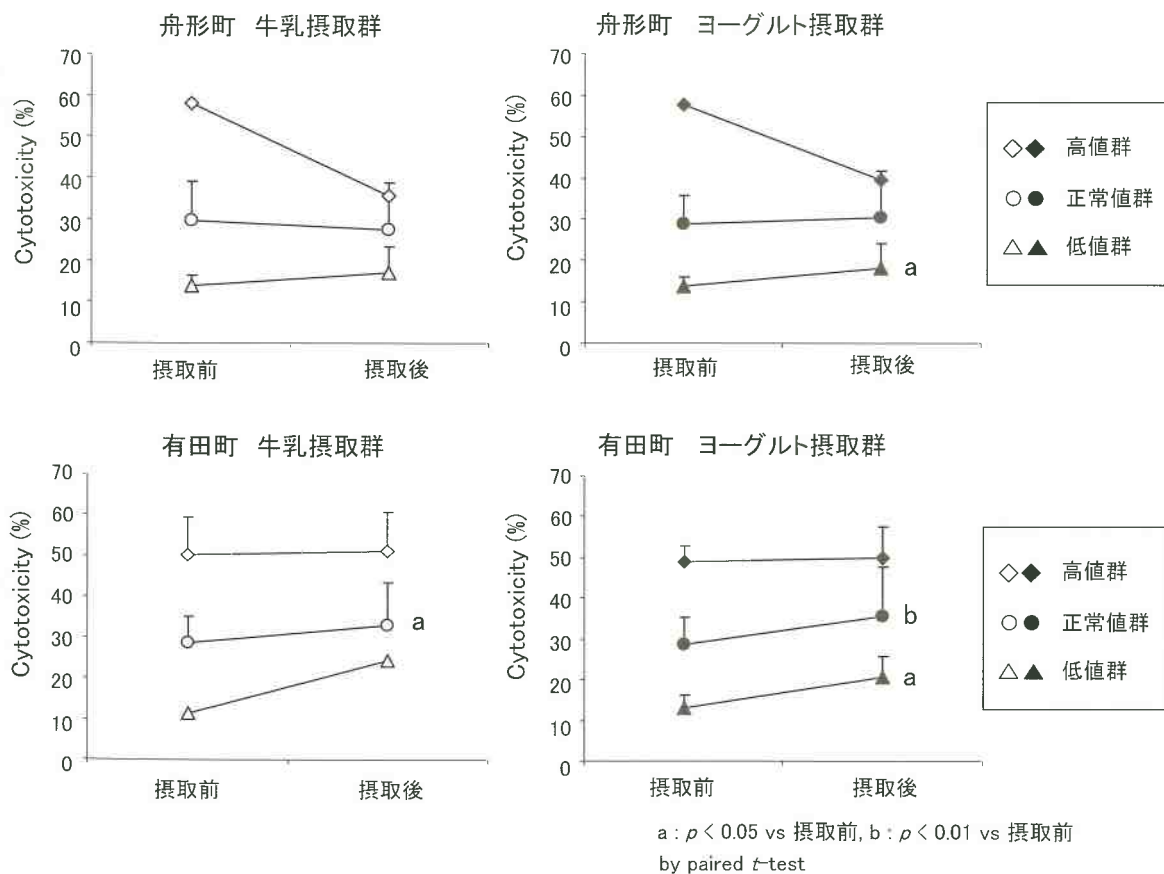 舟形町 牛乳摂取群
Cytotoxicity (%)
70
60
50
40
30
20
10
0
摂取前
摂取後
舟形町 ヨーグルト摂取群
Cytotoxicity (%)
70
60
50
40
30
20
10
0
a
摂取前
摂取後
◇◆ 高値群
○● 正常値群
△▲ 低値群
有田町 牛乳摂取群
Cytotoxicity (%)
70
60
50
40
30
20
10
0
a
摂取前
摂取後
有田町 ヨーグルト摂取群
Cytotoxicity (%)
70
60
50
40
30
20
10
0
b
a
摂取前
摂取後
◇◆ 高値群
○● 正常値群
△▲ 低値群
a : p < 0.05 vs 摂取前, b : p < 0.01 vs 摂取前
by paired t-test